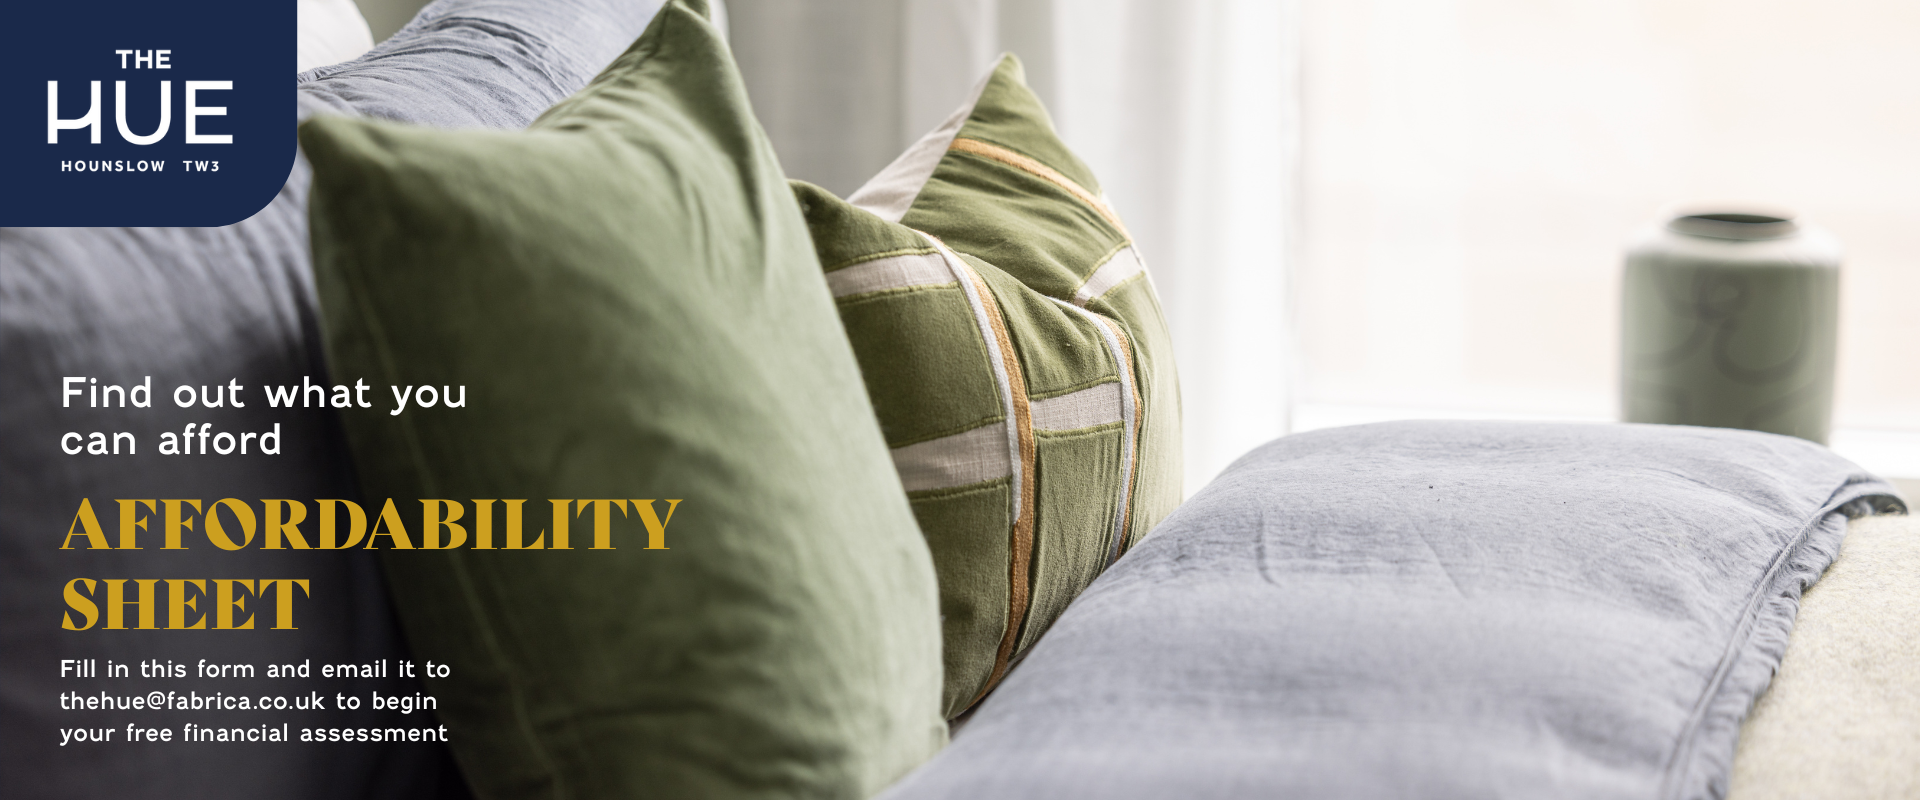 THE
HUE
HOUNSLOW TW3
Find out what you
can afford
AFFORDABILITY
SHEET
Fill in this form and email it to
thehue@fabrica.co.uk to begin
your free financial assessment